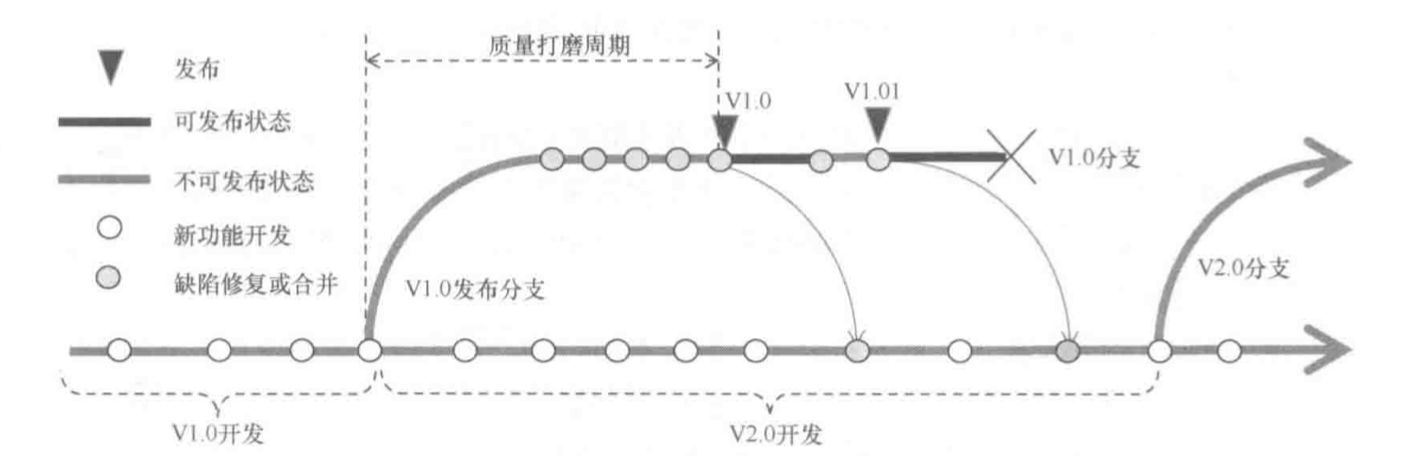 质量打磨周期
发布
V1.0
V1.01
可发布状态
V1.0分支
不可发布状态
新功能开发
缺陷修复或合并
V1.0发布分支
V2.0分支
V1.0开发
V2.0开发